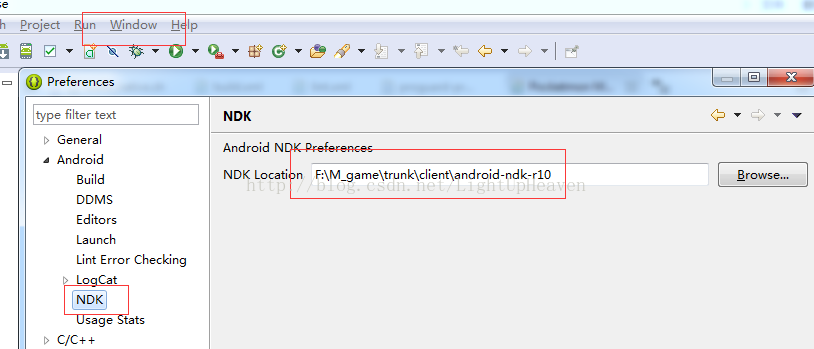 se
h Project Run Window Help
Preferences
type filter text
General
Android
Build
DDMS
Editors
Launch
Lint Error Checking
LogCat
NDK
Usage Stats
C/C++
NDK
Android NDK Preferences
NDK Location F:\M_game\trunk\client\android-ndk-r10 Browse...
http://blog.csdn.net/LightUpHeaven